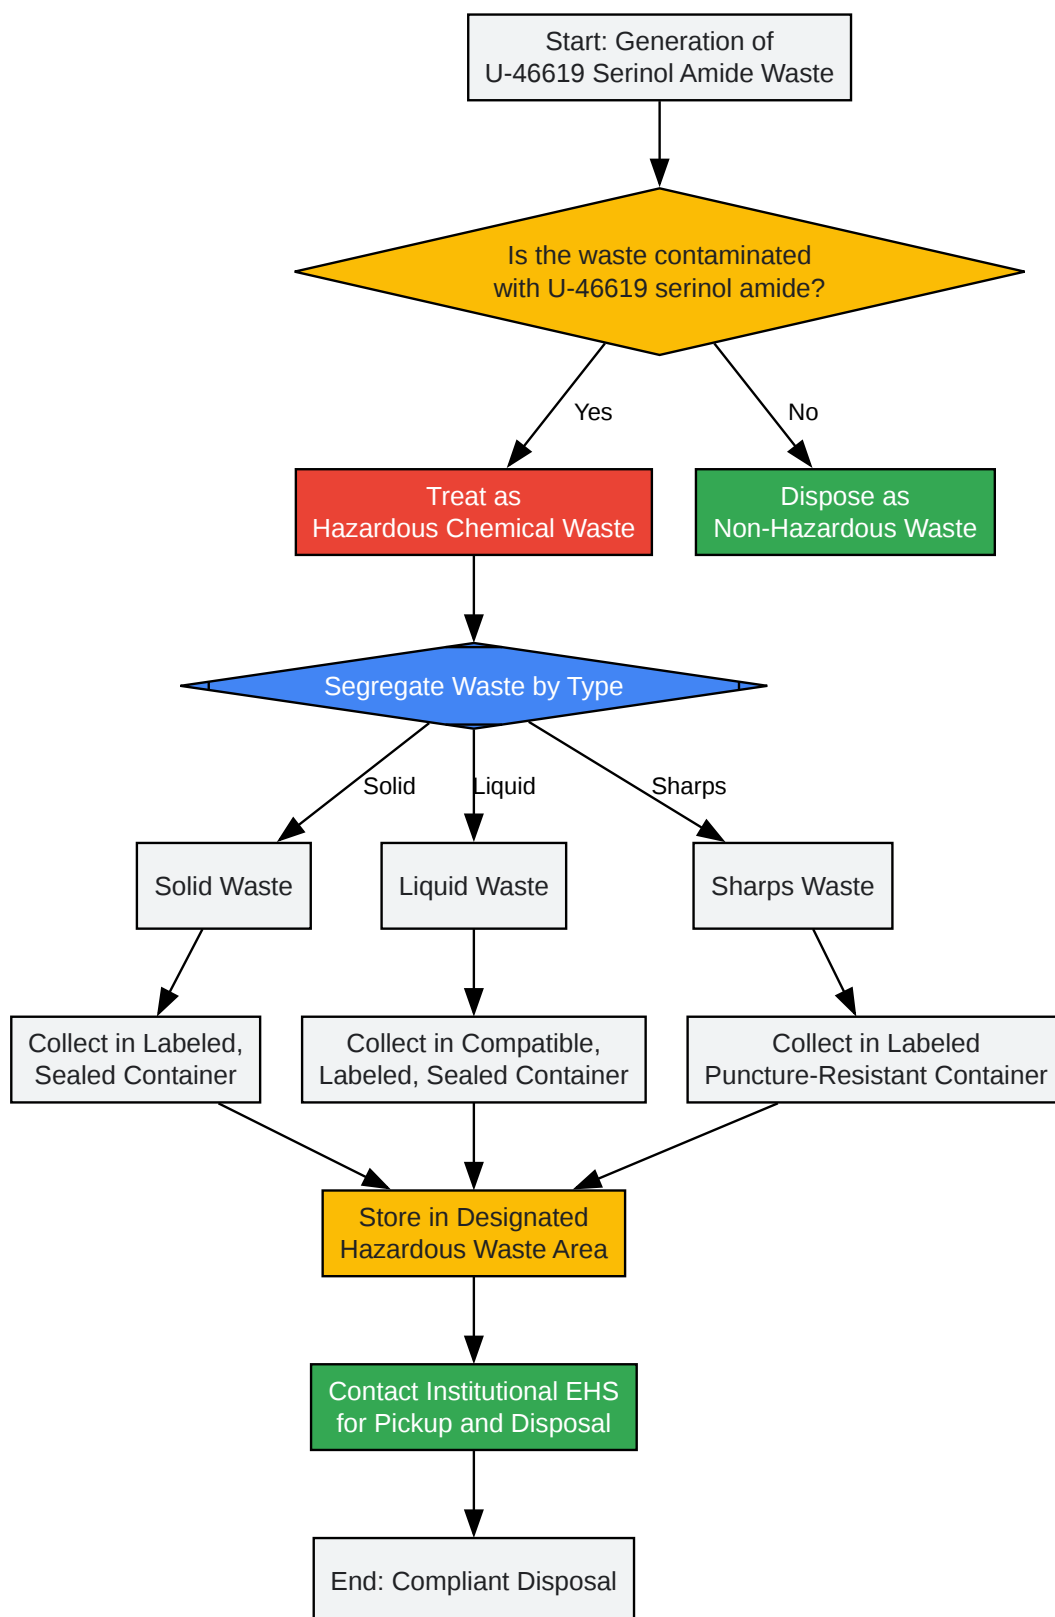 Start: Generation of
U-46619 Serinol Amide Waste
Is the waste contaminated
with U-46619 serinol amide?
Yes
No
Treat as
Hazardous Chemical Waste
Dispose as
Non-Hazardous Waste
Segregate Waste by Type
Solid
Liquid
Sharps
Solid Waste
Liquid Waste
Sharps Waste
Collect in Labeled,
Sealed Container
Collect in Compatible,
Labeled, Sealed Container
Collect in Labeled
Puncture-Resistant Container
Store in Designated
Hazardous Waste Area
Contact Institutional EHS
for Pickup and Disposal
End: Compliant Disposal